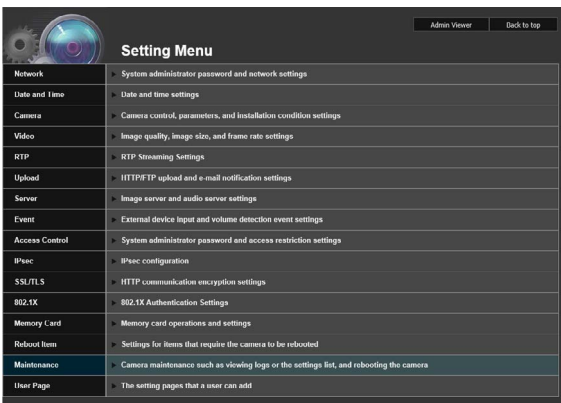 Admin Viewer Back to top
Setting Menu
Network System administrator password and network settings
Date and Time Date and time settings
Camera Camera control, parameters, and installation condition settings
Video Image quality, image size, and frame rate settings
RTP RTP Streaming Settings
Upload HTTP/FTP upload and e-mail notification settings
Server Image server and audio server settings
Event External device input and volume detection event settings
Access Control System administrator password and access restriction settings
IPsec IPsec configuration
SSL/TLS HTTP communication encryption settings
802.1X 802.1X Authentication Settings
Memory Card Memory card operations and settings
Reboot Item Settings for items that require the camera to be rebooted
Maintenance Camera maintenance such as viewing logs or the settings list, and rebooting the camera
User Page The setting pages that a user can add